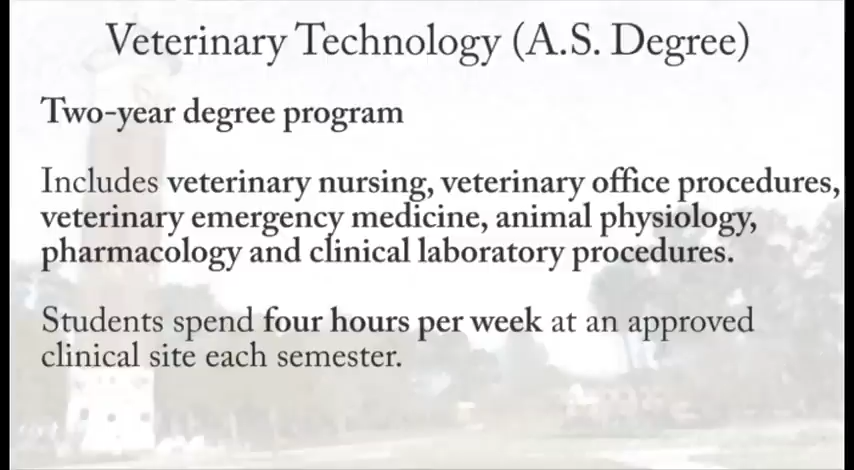 Veterinary Technology (A.S. Degree)
Two-year degree program
Includes veterinary nursing, veterinary office procedures,
veterinary emergency medicine, animal physiology,
pharmacology and clinical laboratory procedures.
Students spend four hours per week at an approved
clinical site each semester.